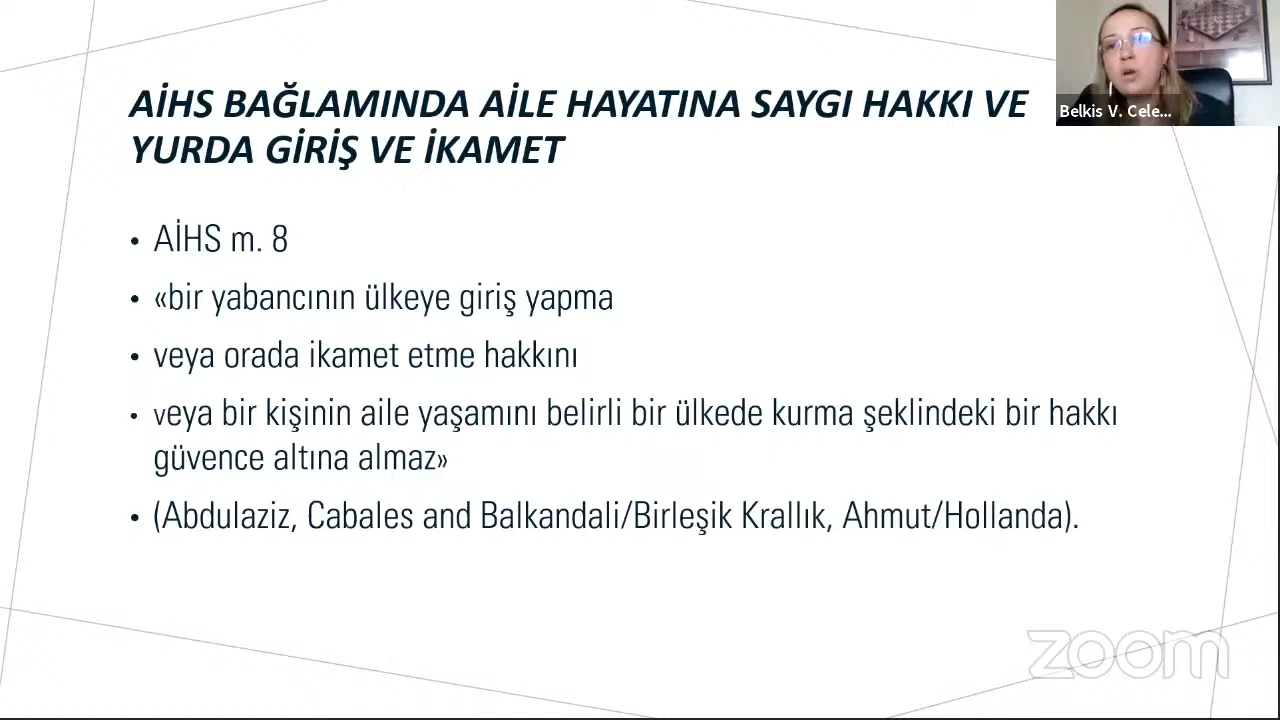 AİHS BAĞLAMINDA AİLE HAYATINA SAYGI HAKKI VE
YURDA GİRİŞ VE İKAMET
Belkis V. Cele...
• AİHS m. 8
• «bir yabancının ülkeye giriş yapma
• veya orada ikamet etme hakkını
• veya bir kişinin aile yaşamını belirli bir ülkede kurma şeklindeki bir hakkı
güvence altına almaz»
• (Abdulaziz, Cabales and Balkandali/Birleşik Krallık, Ahmut/Hollanda).
zoom